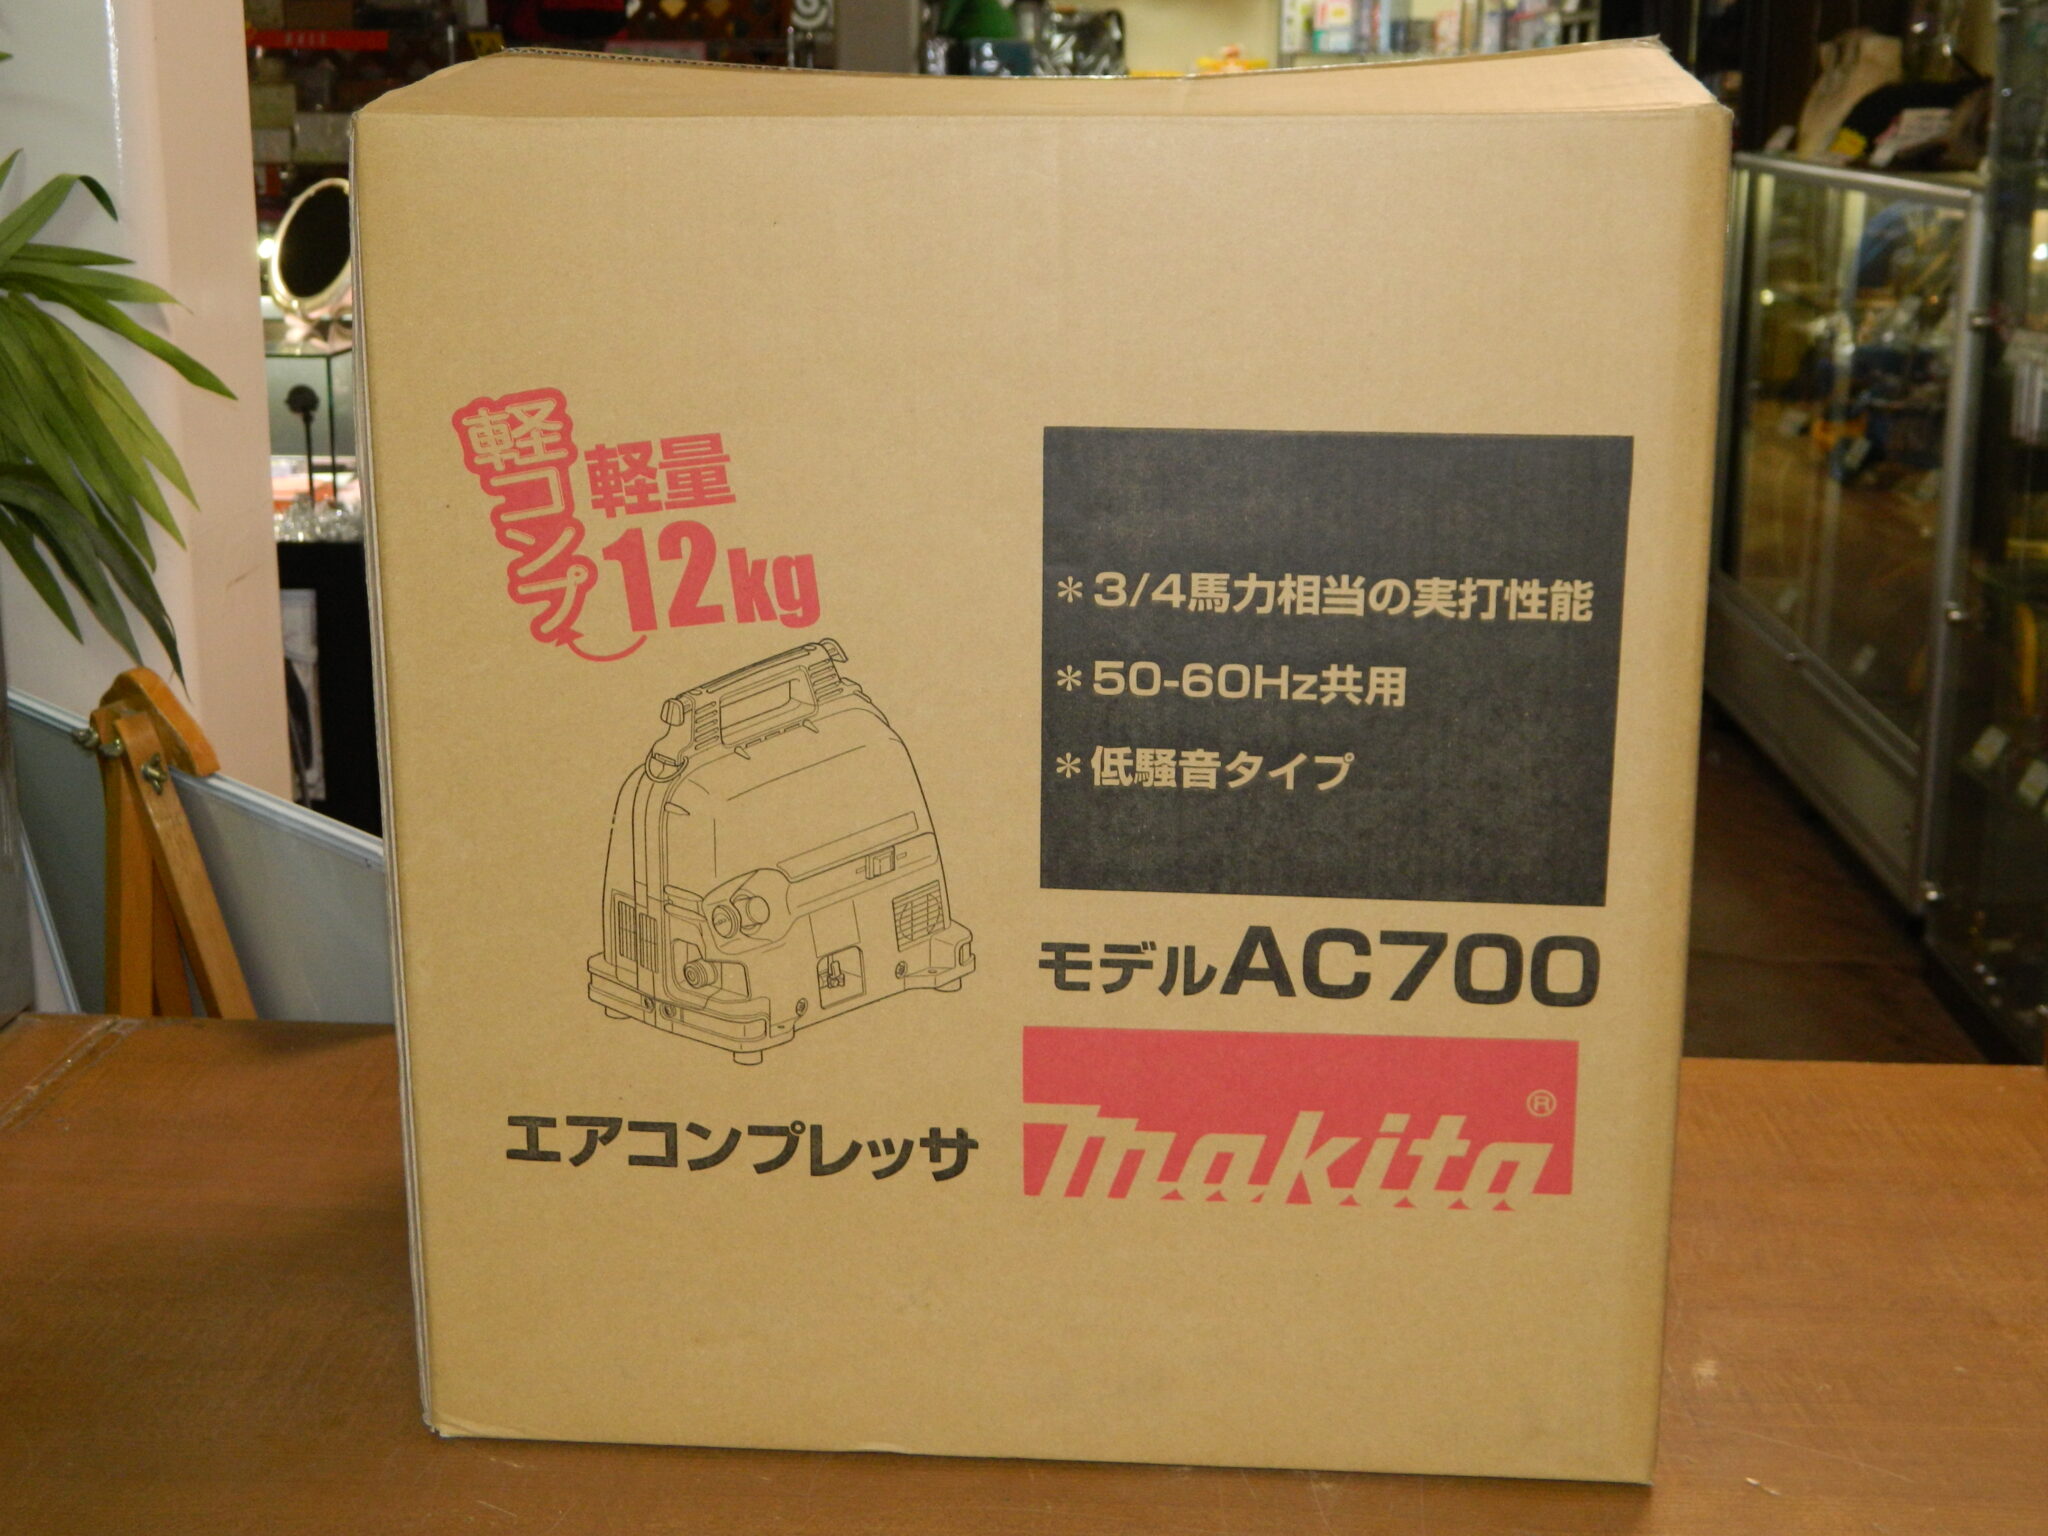 軽コンプ
軽量
12kg
＊3/4馬力相当の実打性能
＊50-60Hz共用
＊低騒音タイプ
モデルAC700
エアコンプレッサ
makita®